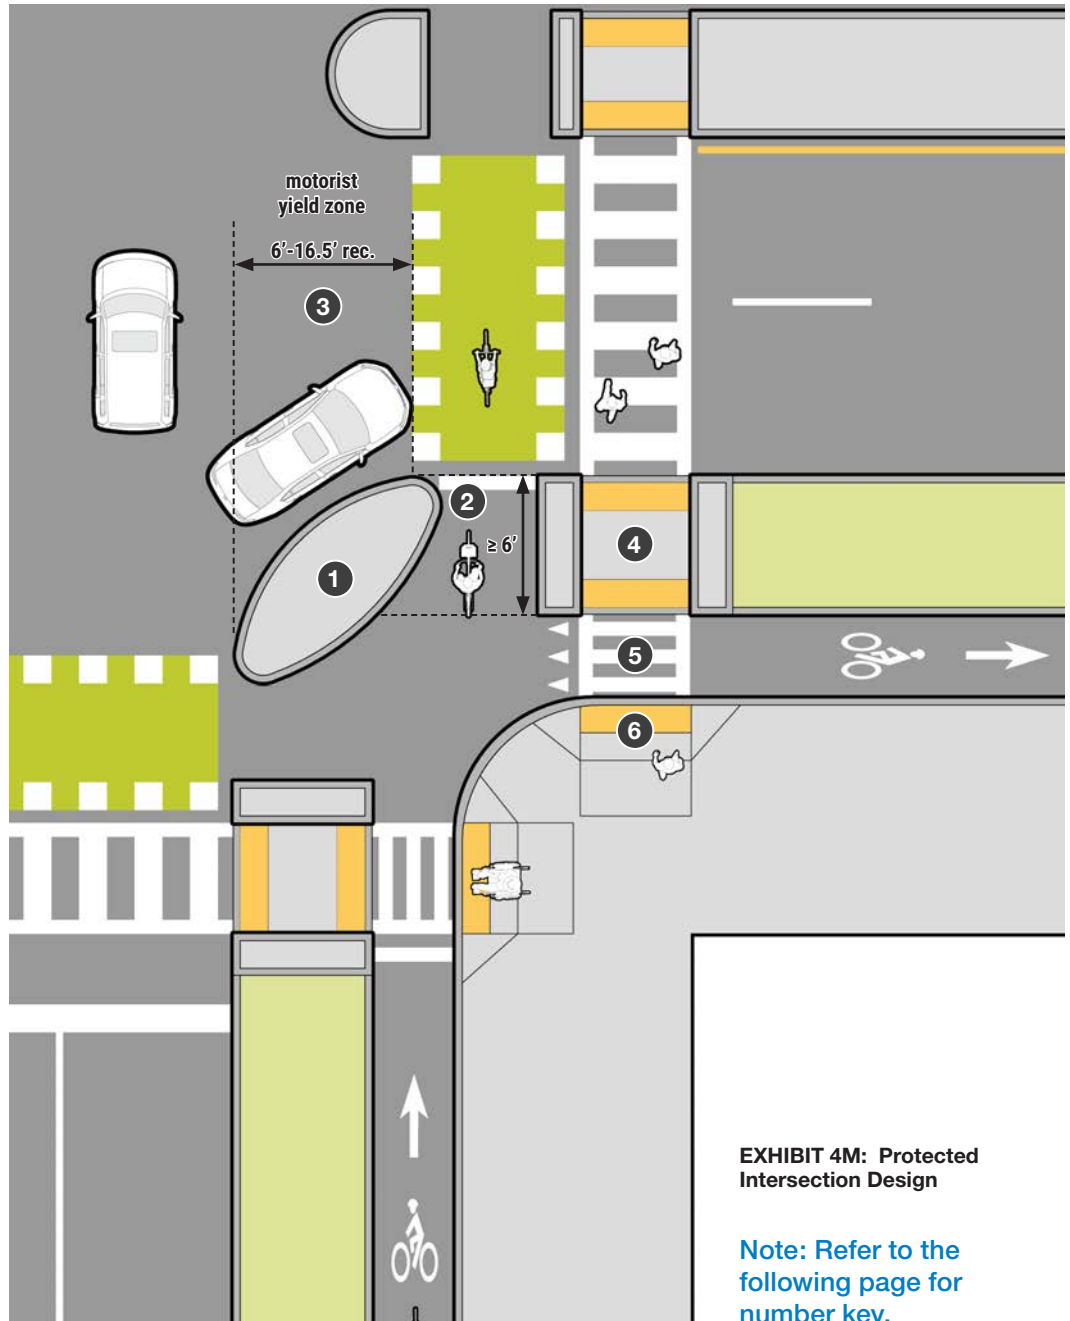 motorist
yield zone
6’-16.5’ rec.
3
2
≥ 6’
4
1
5
6
EXHIBIT 4M: Protected
Intersection Design
Note: Refer to the
following page for
number key.